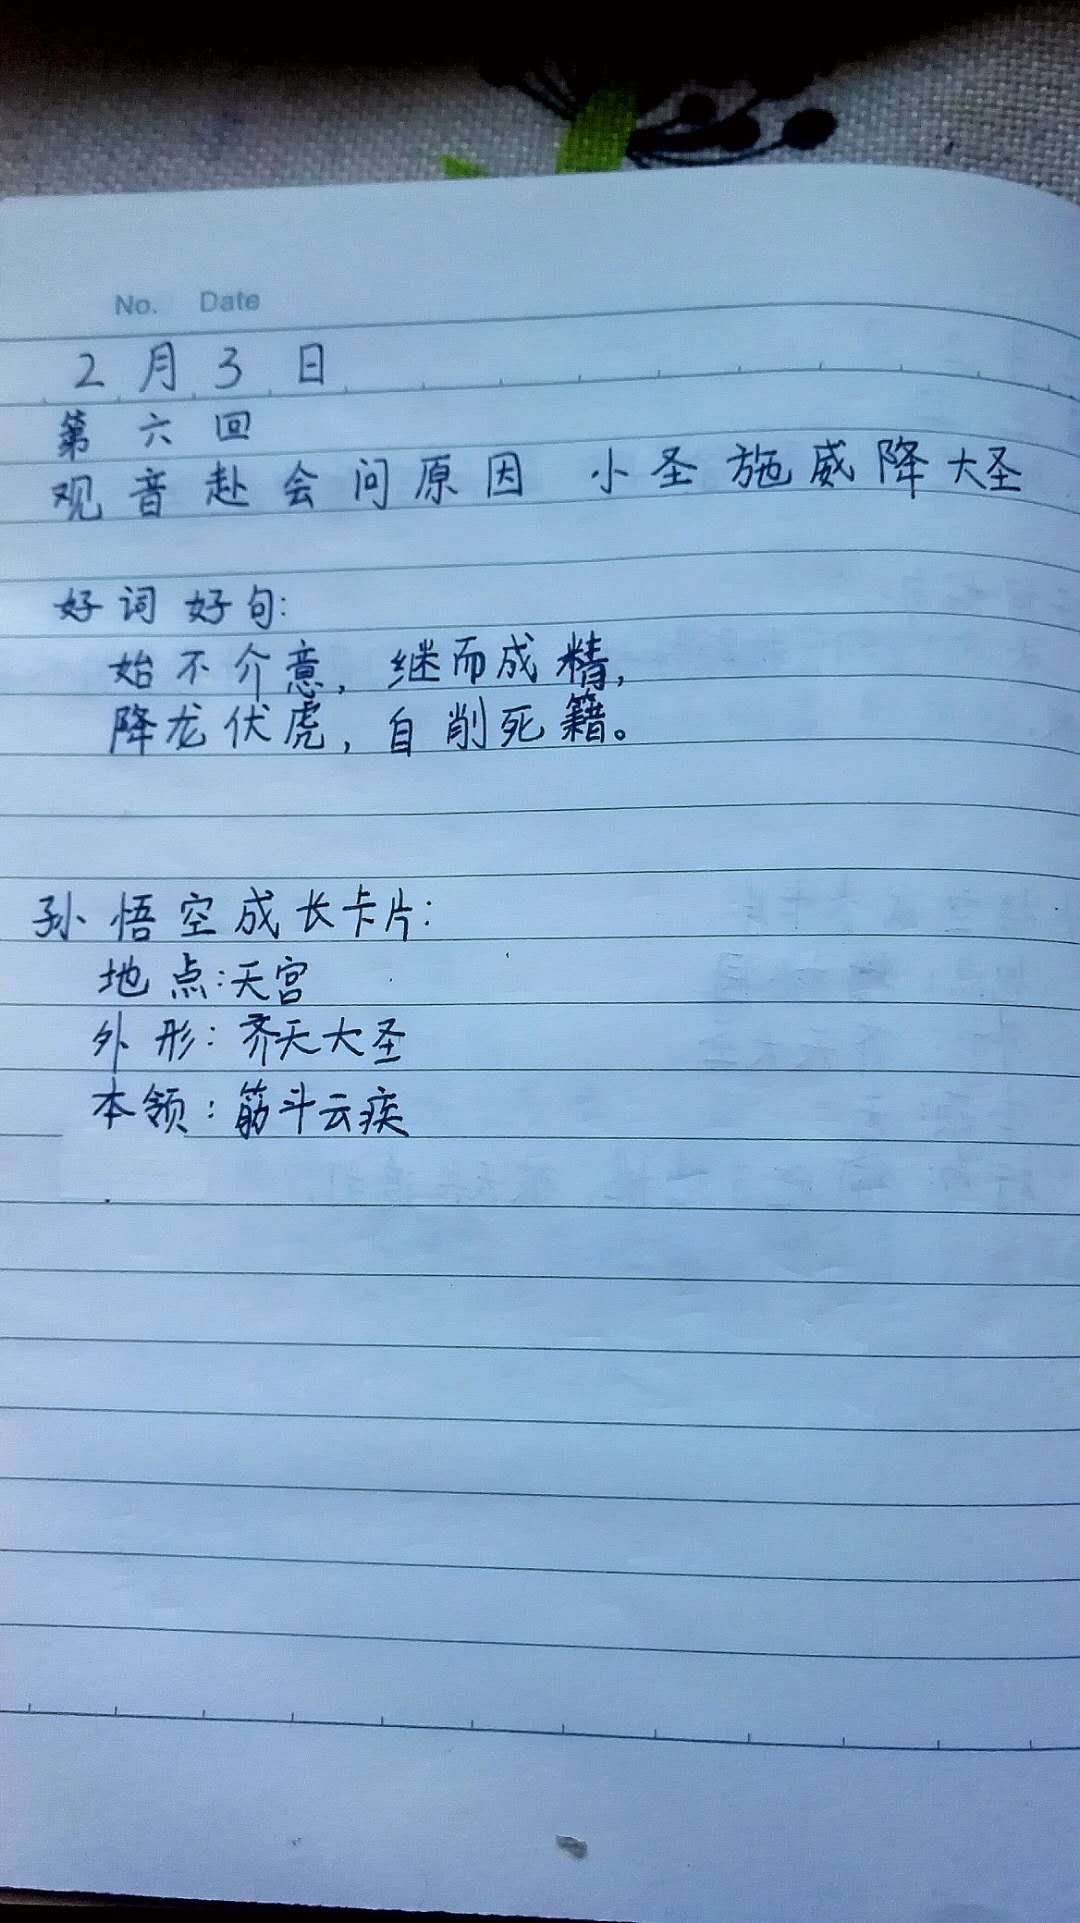 No. Date
2月3日
第六回
观音赴会问原因 小圣施威降大圣
好词好句:
始不介意,继而成精,
降龙伏虎,自削死籍。
孙悟空成长卡片:
地点:天宫
外形:齐天大圣
本领:筋斗云疾